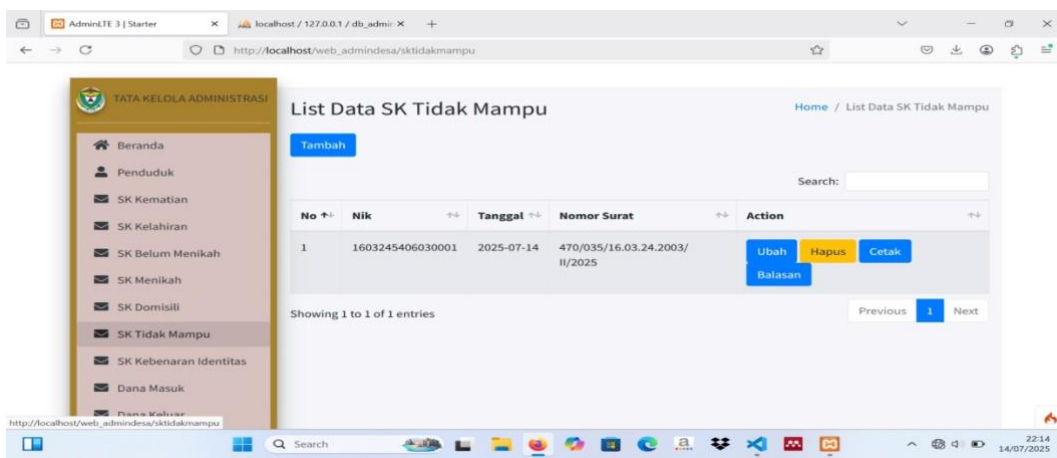 AdminLTE 3 | Starter
localhost / 127.0.0.1 / db_admin
http://localhost/web_admindesa/sktidakmampu
TATA KELOLA ADMINISTRASI
Beranda
Penduduk
SK Kematian
SK Kelahiran
SK Belum Menikah
SK Menikah
SK Domisili
SK Tidak Mampu
SK Kebenaran Identitas
Dana Masuk
Dana Keluar
List Data SK Tidak Mampu
Home / List Data SK Tidak Mampu
Tambah
Search:
No Nik Tanggal Nomor Surat Action
1 1603245406030001 2025-07-14 470/035/16.03.24.2003/
II/2025
Ubah Hapus Cetak
Balasan
Showing 1 to 1 of 1 entries
Previous 1 Next
http://localhost/web_admindesa/sktidakmampu
Search
22:14
14/07/2025